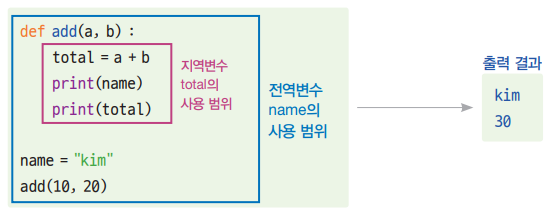 def add(a, b) :
total = a + b
print(name)
print(total)
지역변수
total의
사용 범위
name = "kim"
add(10, 20)
전역변수
name의
사용 범위
출력 결과
kim
30